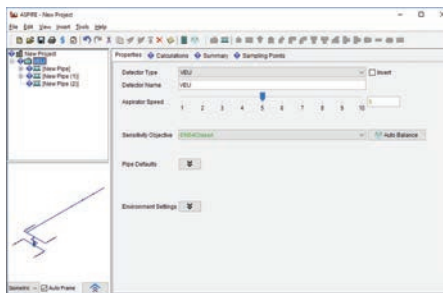 ASPIRE - New Project
File Edit View Insert Tools Help
New Project
[New Pipe]
[New Pipe (1)]
[New Pipe (2)]
Properties Calculations Summary Sampling Points
Detector Type VEU Invert
Detector Name VEU
Aspirator Speed
1 2 3 4 5 6 7 8 9 10
Sensitivity Objective Auto Balance
Pipe Defaults
Environment Settings
Isometric Auto Frame